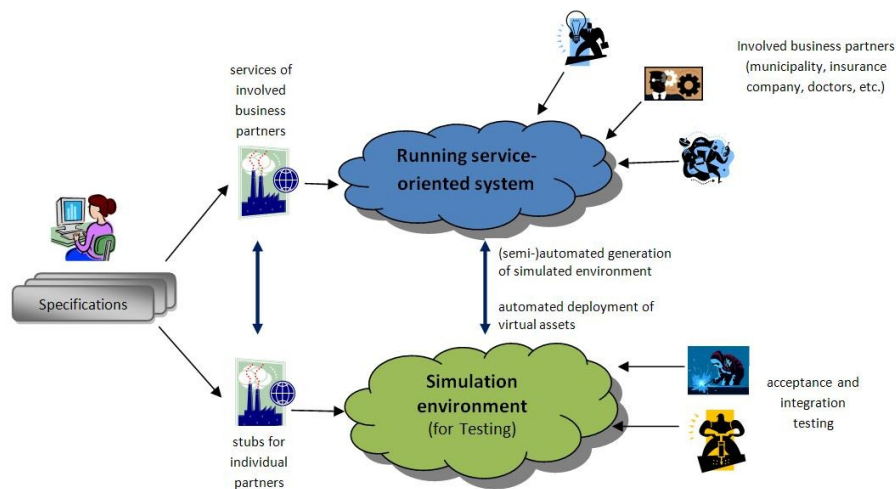 services of
involved
business
partners
Involved business partners
(municipality, insurance
company, doctors, etc.)
Running service-
oriented system
(semi-)automated generation
of simulated environment
Specifications
automated deployment of
virtual assets
Simulation
environment
(for Testing)
acceptance and
integration
testing
stubs for
individual
partners